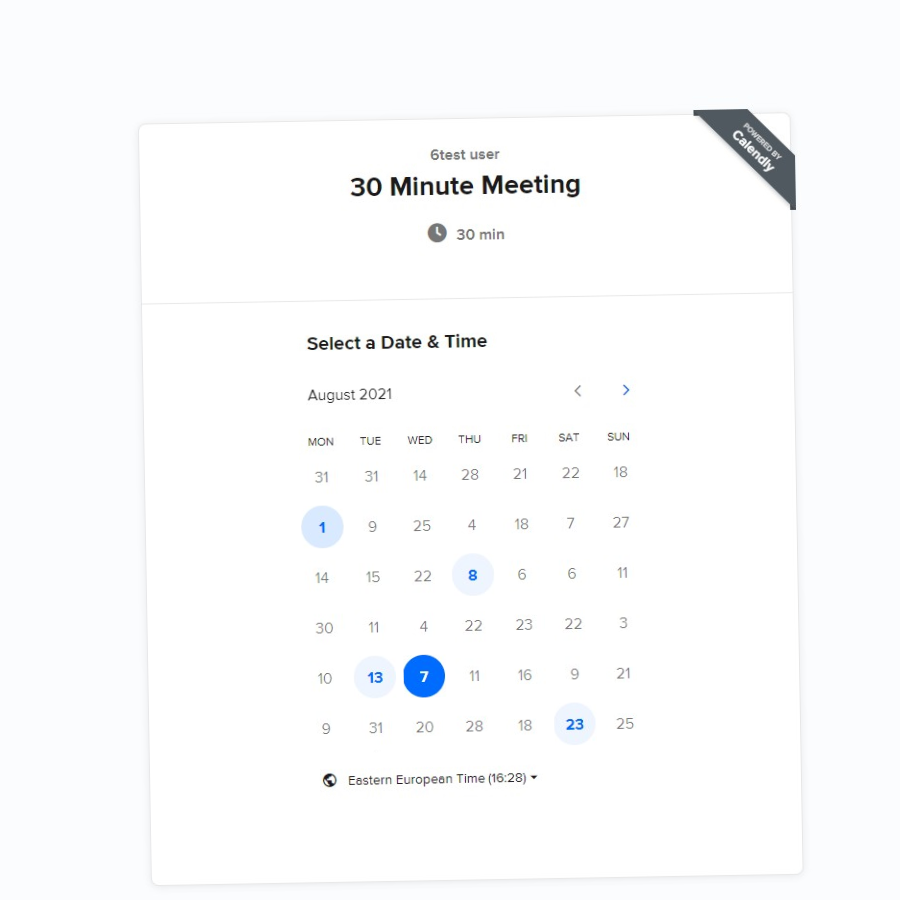 POWERED BY
Calendly
6test user
30 Minute Meeting
30 min
Select a Date & Time
August 2021
MON TUE WED THU FRI SAT SUN
31 31 14 28 21 22 18
1 9 25 4 18 7 27
14 15 22 8 6 6 11
30 11 4 22 23 22 3
10 13 7 11 16 9 21
9 31 20 28 18 23 25
Eastern European Time (16:28)